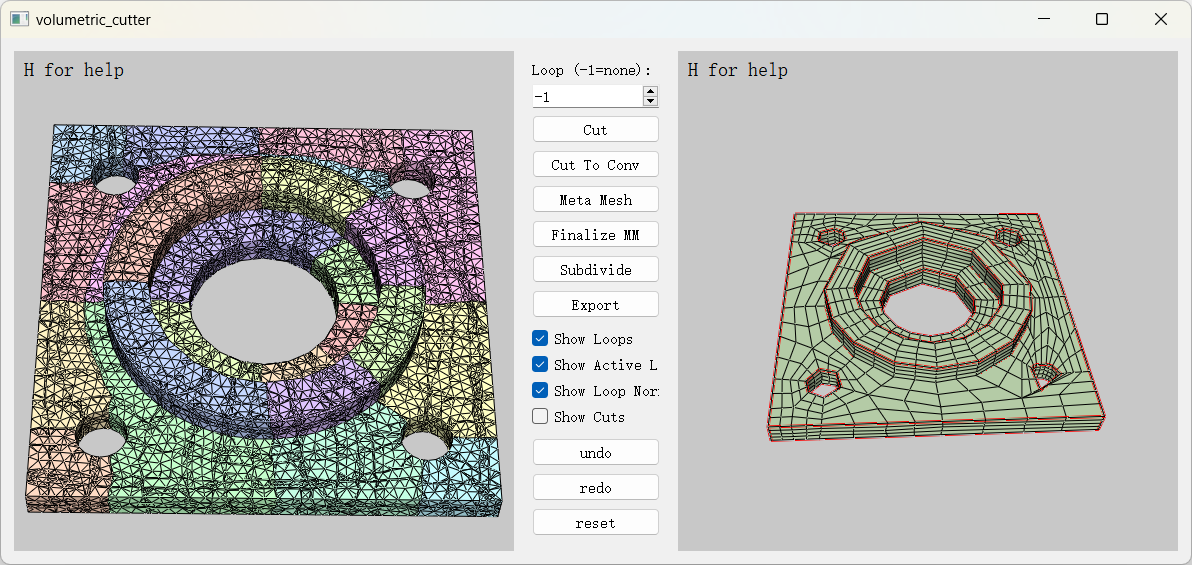 volumetric_cutter
H for help
Loop (-1=none):
-1
Cut
Cut To Conv
Meta Mesh
Finalize MM
Subdivide
Export
Show Loops
Show Active L
Show Loop Nor
Show Cuts
undo
redo
reset
H for help